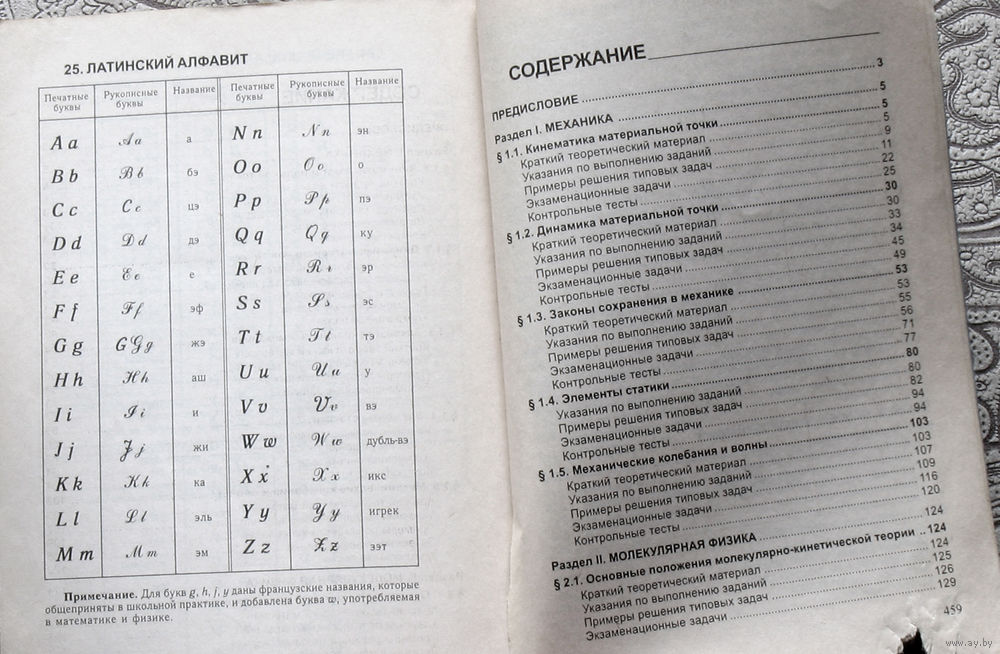 25. ЛАТИНСКИЙ АЛФАВИТ
Печатные буквы Рукописные буквы Название Печатные буквы Рукописные буквы Название
A a A a а N n N n эн
B b B b бэ O o O o о
C c C c цэ P p P p пэ
D d D d дэ Q q Q q ку
E e E e е R r R r эр
F f F f эф S s S s эс
G g G G g жэ T t T t тэ
H h H h аш U u U u у
I i I i и V v V v вэ
J j J j жи W w W w дубль-вэ
K k K k ка X x X x икс
L l L l эль Y y Y y игрек
M m M m эм Z z Z z зэт
Примечание. Для букв g, h, j, y даны французские названия, которые
общеприняты в школьной практике, и добавлена буква w, употребляемая
в математике и физике.
СОДЕРЖАНИЕ
ПРЕДИСЛОВИЕ 3
Раздел I. МЕХАНИКА 5
§ 1.1. Кинематика материальной точки 5
Краткий теоретический материал 5
Указания по выполнению заданий 9
Примеры решения типовых задач 11
Экзаменационные задачи 22
Контрольные тесты 25
§ 1.2. Динамика материальной точки 30
Краткий теоретический материал 30
Указания по выполнению заданий 33
Примеры решения типовых задач 34
Экзаменационные задачи 45
Контрольные тесты 49
§ 1.3. Законы сохранения в механике 53
Краткий теоретический материал 53
Указания по выполнению заданий 55
Примеры решения типовых задач 56
Экзаменационные задачи 71
Контрольные тесты 77
§ 1.4. Элементы статики 80
Указания по выполнению заданий 80
Примеры решения типовых задач 82
Экзаменационные задачи 94
Контрольные тесты 94
§ 1.5. Механические колебания и волны 103
Краткий теоретический материал 103
Указания по выполнению заданий 107
Примеры решения типовых задач 109
Экзаменационные задачи 116
Контрольные тесты 120
Раздел II. МОЛЕКУЛЯРНАЯ ФИЗИКА 124
§ 2.1. Основные положения молекулярно-кинетической теории .. 124
Краткий теоретический материал 124
Указания по выполнению заданий 125
Примеры решения типовых задач 126
Экзаменационные задачи 129
459
www.ay.by